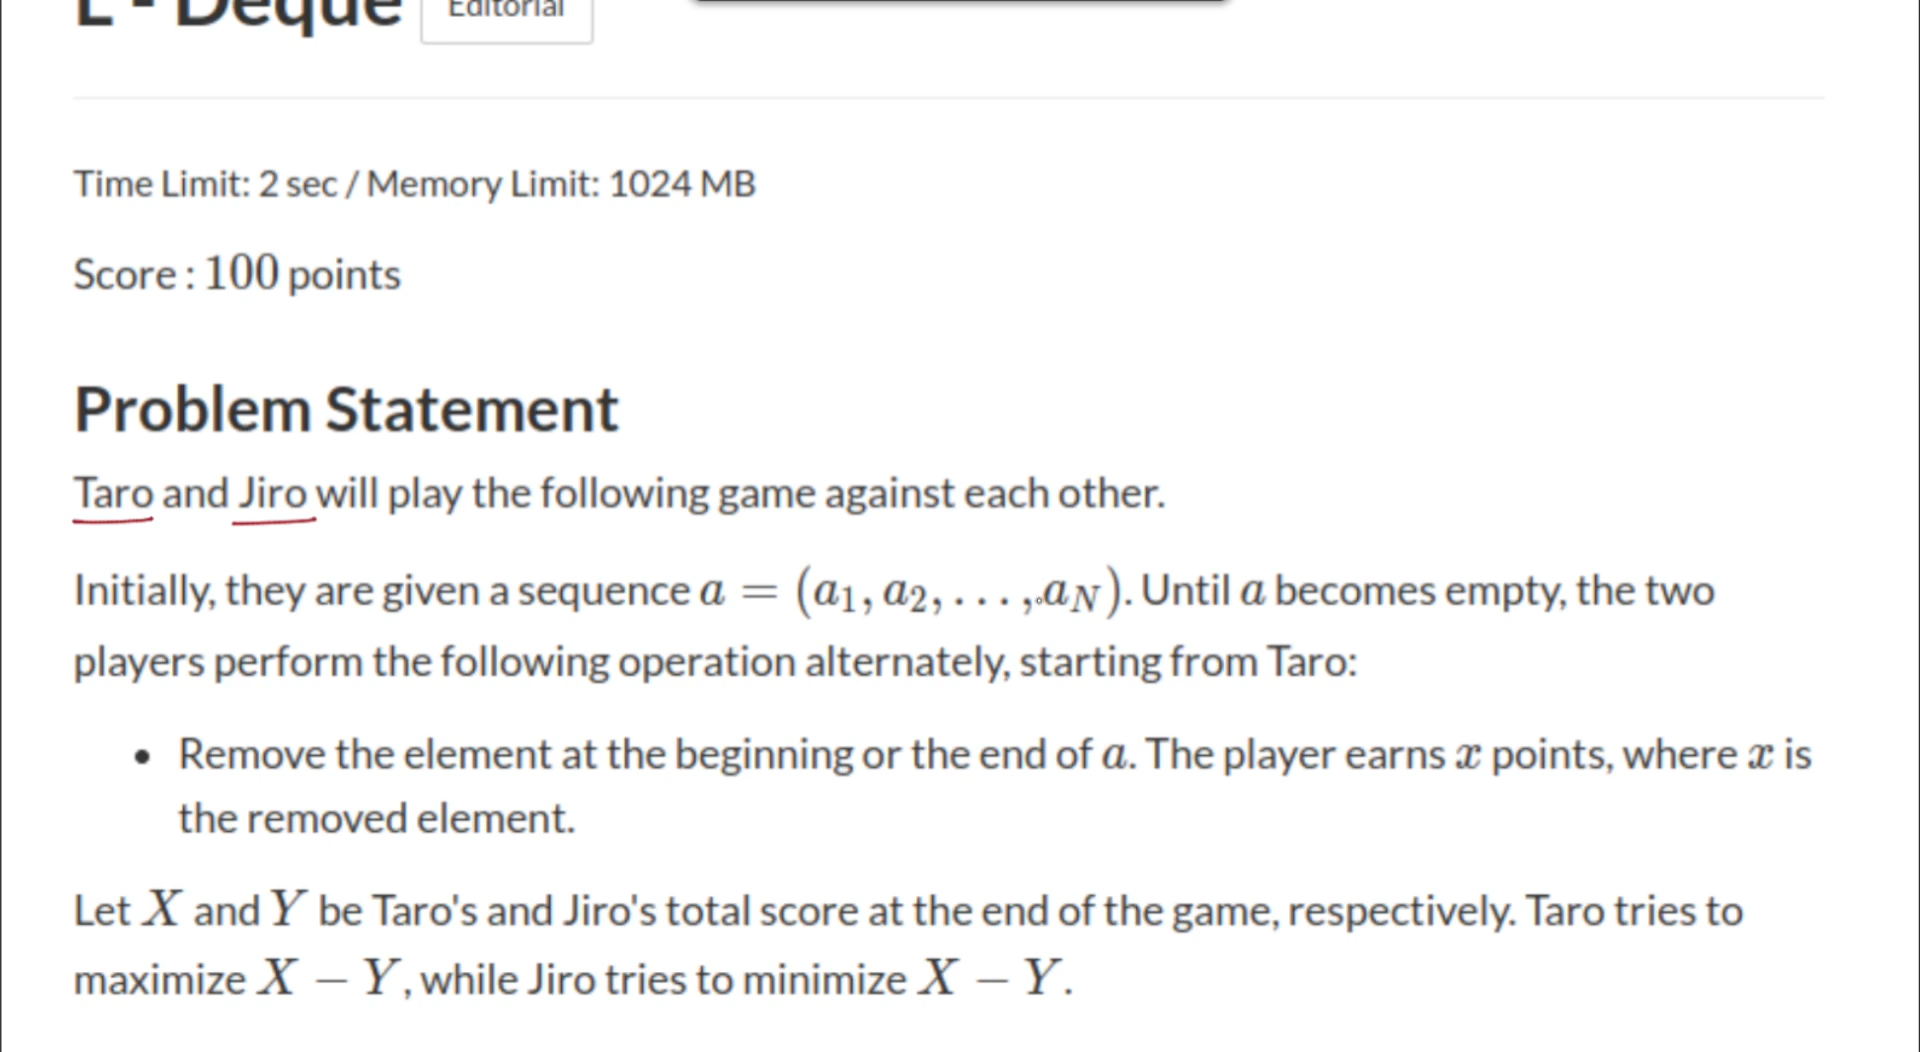 L - Deque Editorial
Time Limit: 2 sec / Memory Limit: 1024 MB
Score : 100 points
Problem Statement
Taro and Jiro will play the following game against each other.
Initially, they are given a sequence a = (a₁, a₂, . . . , a_N). Until a becomes empty, the two
players perform the following operation alternately, starting from Taro:
• Remove the element at the beginning or the end of a. The player earns x points, where x is
the removed element.
Let X and Y be Taro's and Jiro's total score at the end of the game, respectively. Taro tries to
maximize X − Y, while Jiro tries to minimize X − Y.